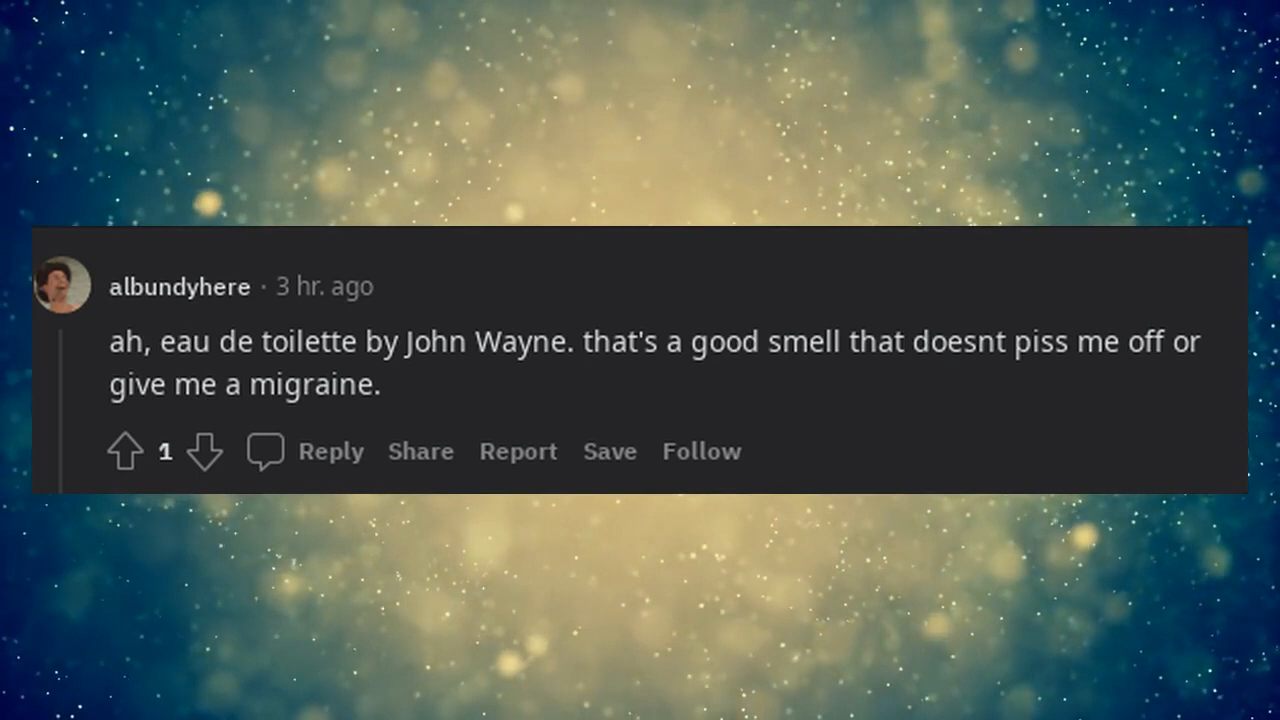 albundyhere · 3 hr. ago
ah, eau de toilette by John Wayne. that's a good smell that doesnt piss me off or
give me a migraine.
1 Reply Share Report Save Follow